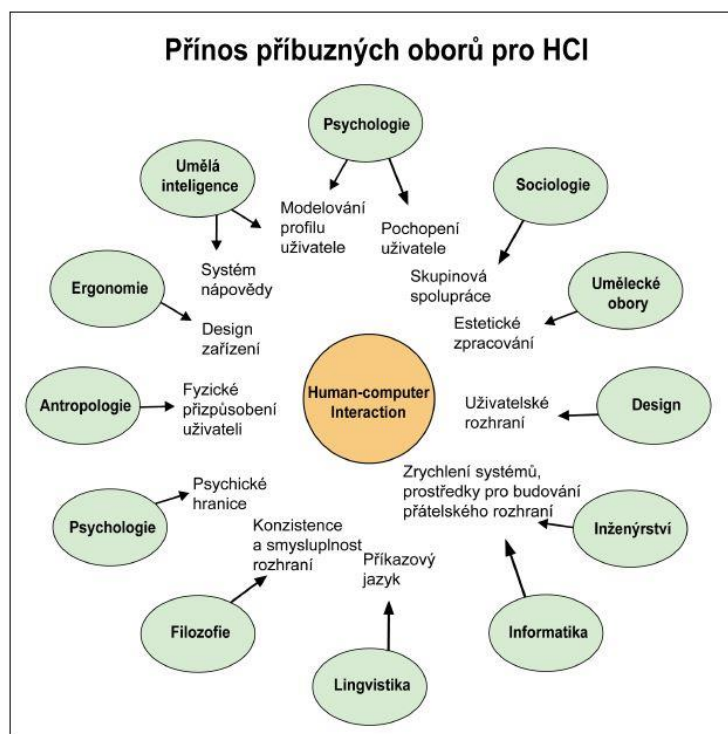 Přínos příbuzných oborů pro HCI
Psychologie
Umělá
inteligence
Sociologie
Modelování
profilu
uživatele
Pochopení
uživatele
Systém
nápovědy
Skupinová
spolupráce
Ergonomie
Umělecké
obory
Design
zařízení
Estetické
zpracování
Human-computer
Interaction
Antropologie
Fyzické
přizpůsobení
uživateli
Uživatelské
rozhraní
Design
Zrychlení systémů,
prostředky pro budování
přátelského rozhraní
Psychické
hranice
Psychologie
Inženýrství
Konzistence
a smysluplnost
rozhraní
Příkazový
jazyk
Filozofie
Informatika
Lingvistika